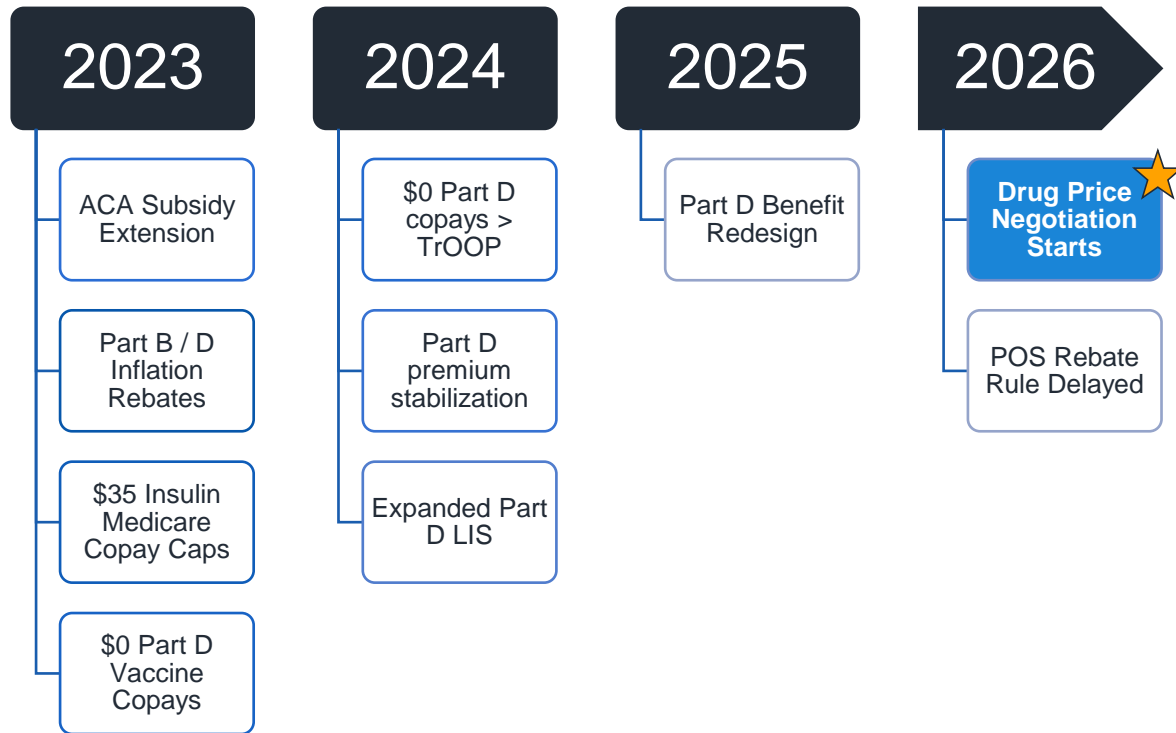 2023
ACA Subsidy
Extension
Part B / D
Inflation
Rebates
$35 Insulin
Medicare
Copay Caps
$0 Part D
Vaccine
Copays
2024
$0 Part D
copays >
TrOOP
Part D
premium
stabilization
Expanded Part
D LIS
2025
Part D Benefit
Redesign
2026
Drug Price
Negotiation
Starts
POS Rebate
Rule Delayed